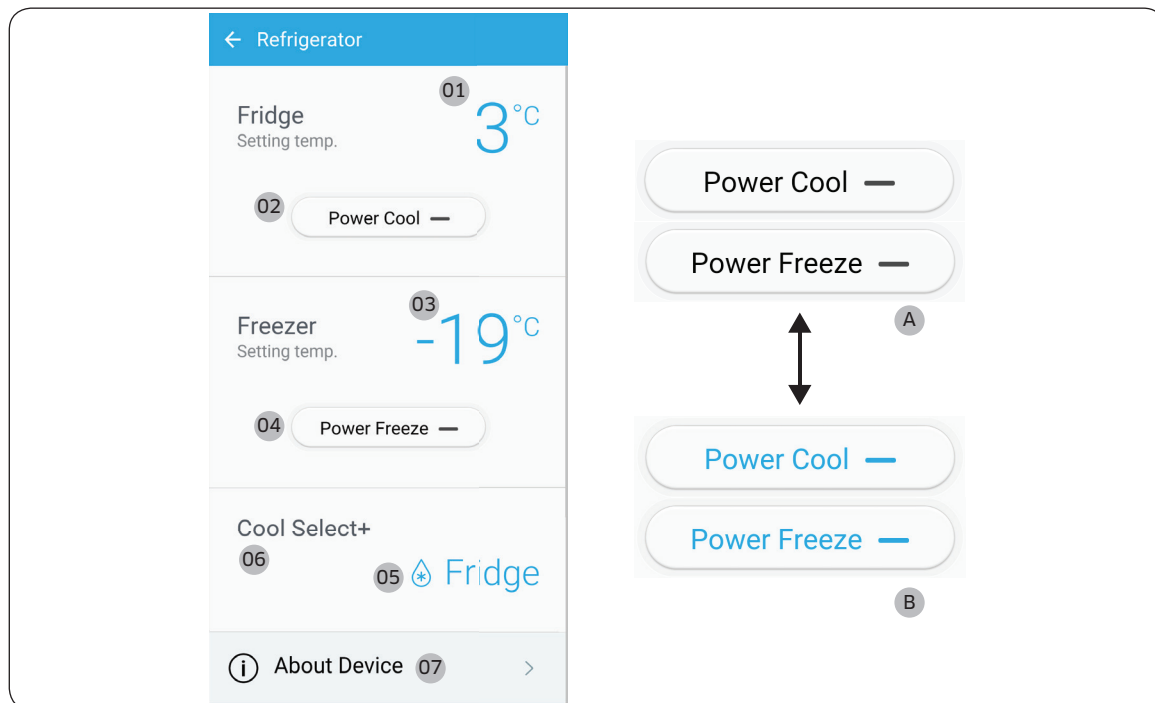 Refrigerator
01
Fridge
3°C
Setting temp.
02
Power Cool
03
Freezer
-19°C
Setting temp.
04
Power Freeze
Cool Select+
06
05
Fridge
About Device 07
Power Cool
Power Freeze
A
Power Cool
Power Freeze
B